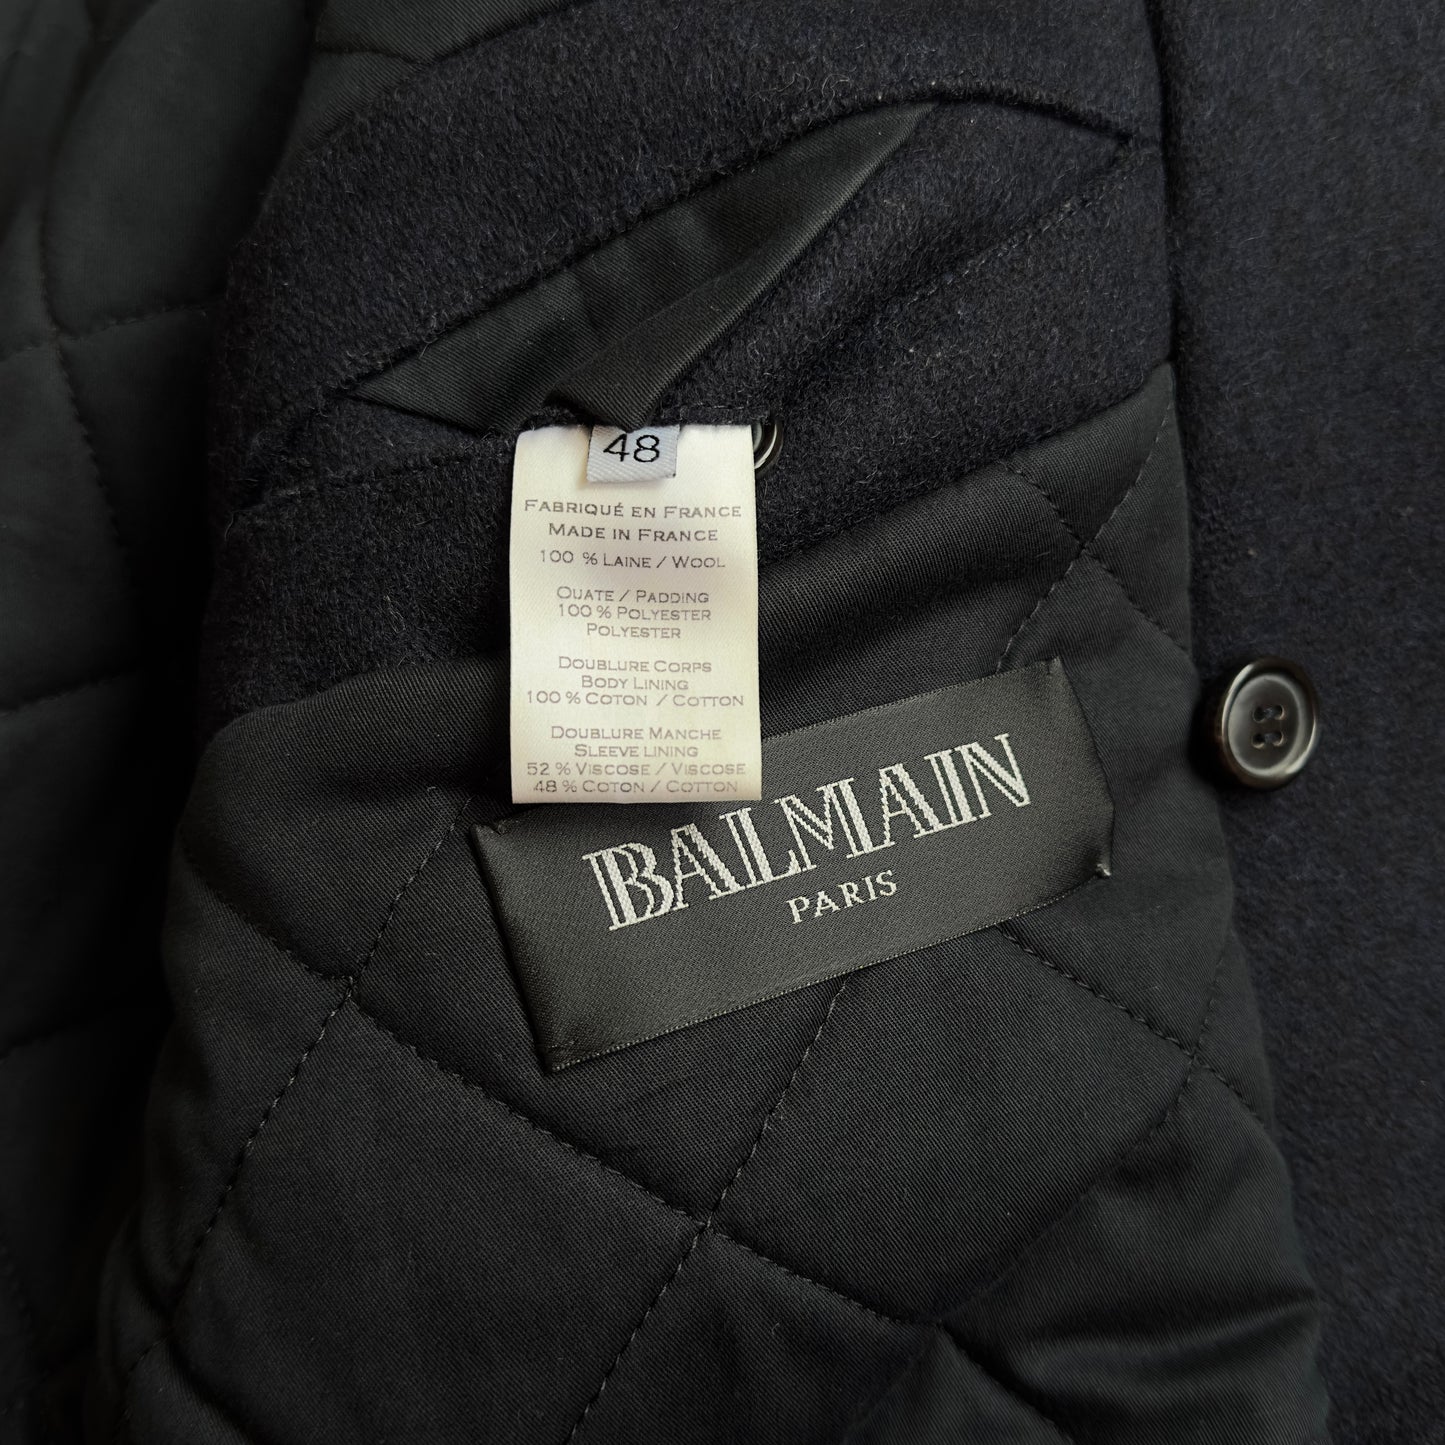 48
FABRIQUÉ EN FRANCE
MADE IN FRANCE
100 % LAINE / WOOL
OUATE / PADDING
100 % POLYESTER
POLYESTER
DOUBLURE CORPS
BODY LINING
100 % COTON / COTTON
DOUBLURE MANCHE
SLEEVE LINING
52 % VISCOSE / VISCOSE
48 % COTON / COTTON
BALMAIN
PARIS